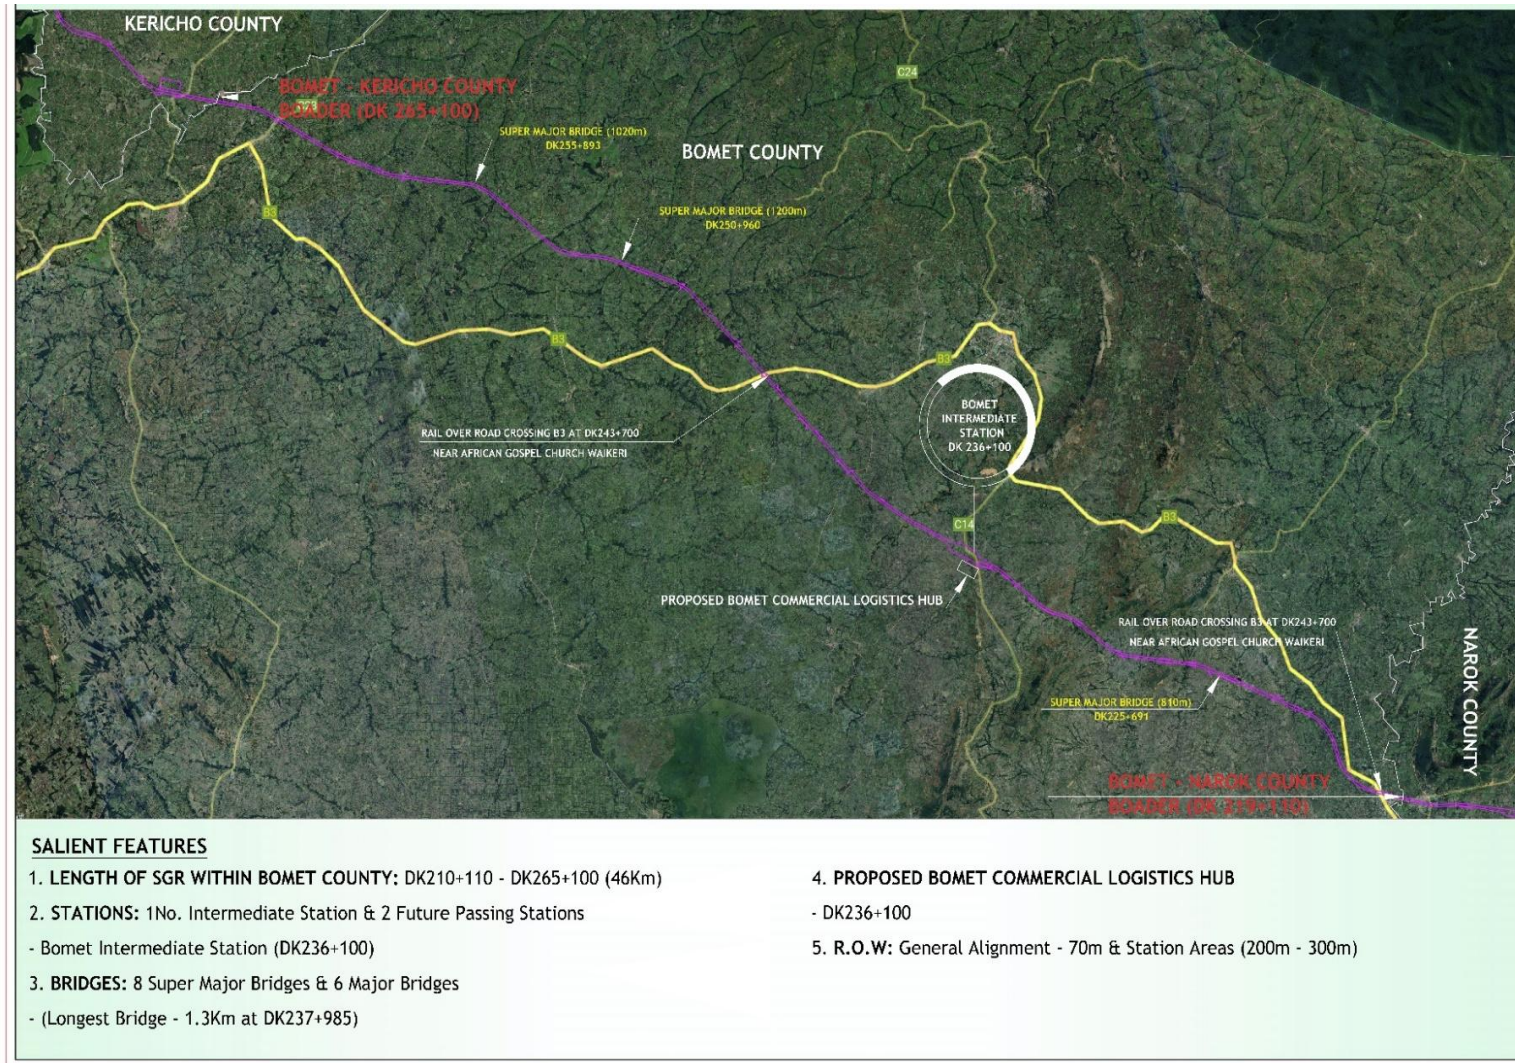 KERICHO COUNTY
C24
BOMET - KERICHO COUNTY
BOADER (DK 265+100)
SUPER MAJOR BRIDGE (1020m)
DK255+893
BOMET COUNTY
B3
SUPER MAJOR BRIDGE (1200m)
DK250+960
B3
B3
BOMET
INTERMEDIATE
STATION
DK 236+100
RAIL OVER ROAD CROSSING B3 AT DK243+700
NEAR AFRICAN GOSPEL CHURCH WAIKERI
C14
B3
PROPOSED BOMET COMMERCIAL LOGISTICS HUB
RAIL OVER ROAD CROSSING B3 AT DK243+700
NEAR AFRICAN GOSPEL CHURCH WAIKERI
NAROK COUNTY
SUPER MAJOR BRIDGE (810m)
DK225+691
BOMET - NAROK COUNTY
BOADER (DK 219+110)
SALIENT FEATURES
1. LENGTH OF SGR WITHIN BOMET COUNTY: DK210+110 - DK265+100 (46Km)
2. STATIONS: 1No. Intermediate Station & 2 Future Passing Stations
- Bomet Intermediate Station (DK236+100)
3. BRIDGES: 8 Super Major Bridges & 6 Major Bridges
- (Longest Bridge - 1.3Km at DK237+985)
4. PROPOSED BOMET COMMERCIAL LOGISTICS HUB
- DK236+100
5. R.O.W: General Alignment - 70m & Station Areas (200m - 300m)